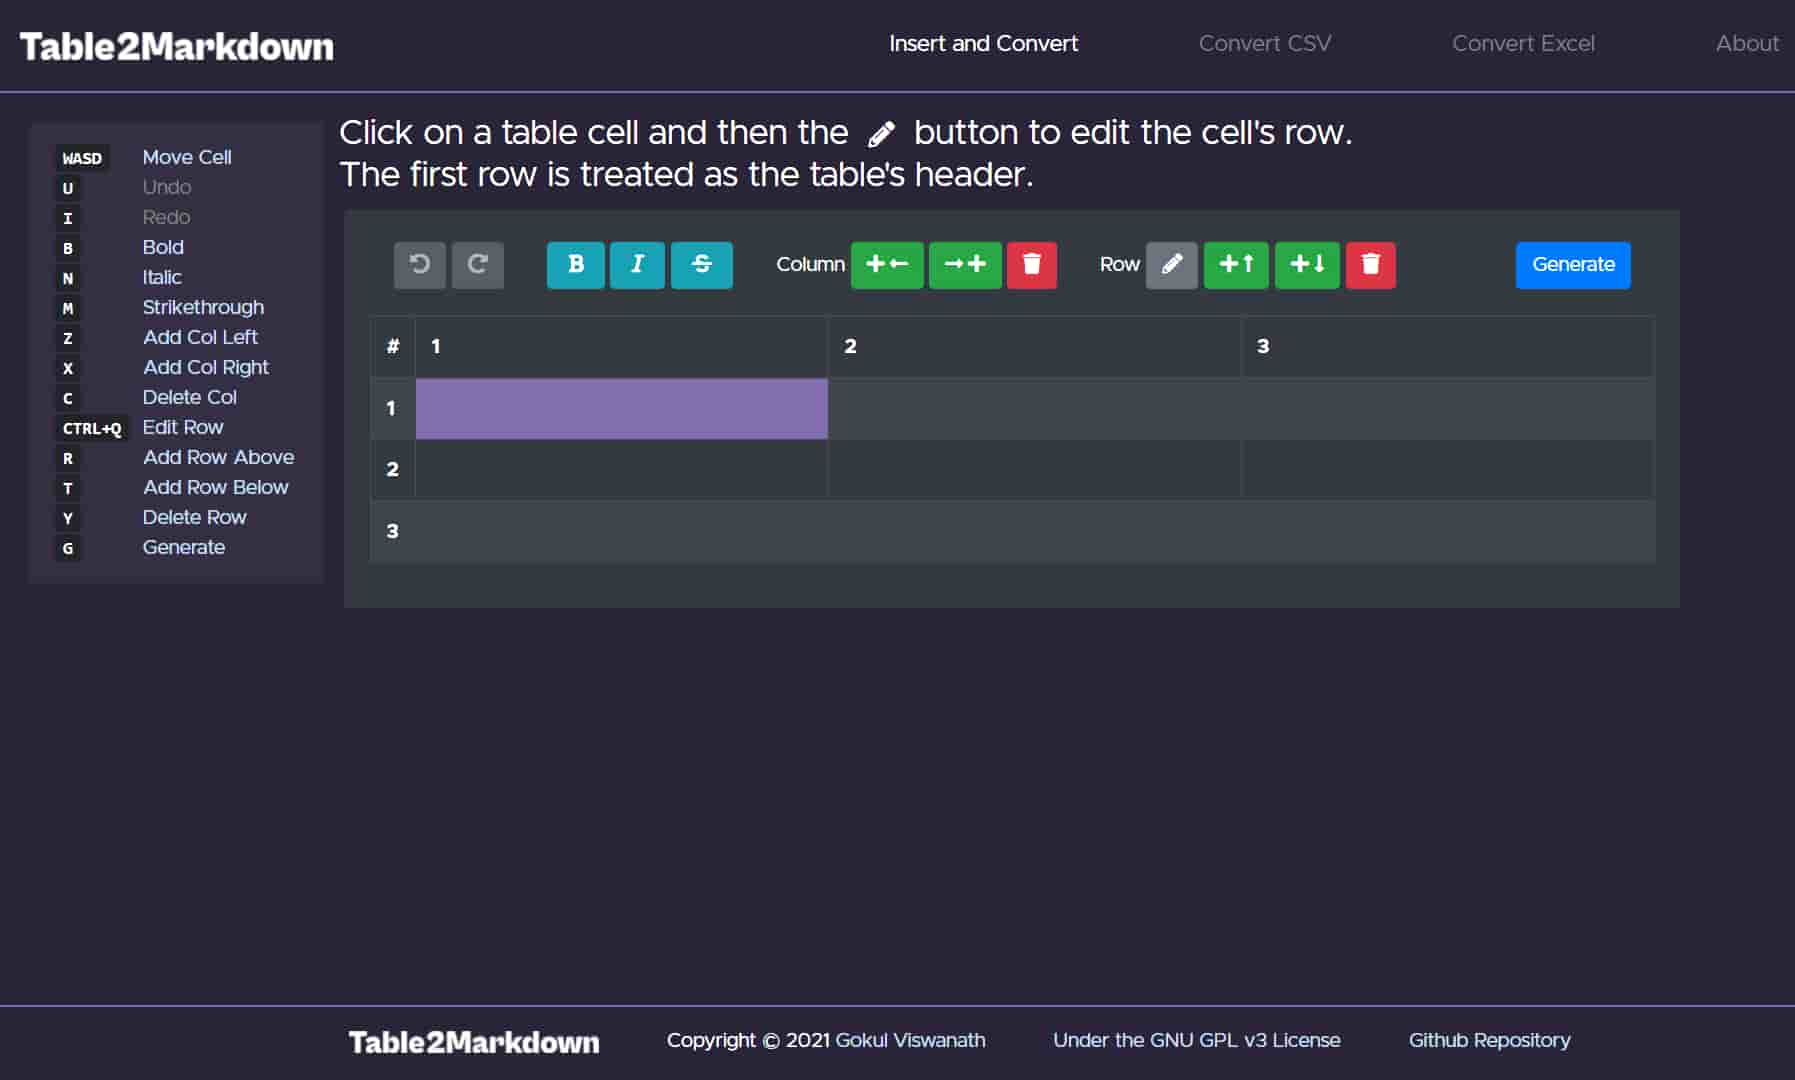 Table2Markdown
Insert and Convert
Convert CSV
Convert Excel
About
WASD Move Cell
U Undo
I Redo
B Bold
N Italic
M Strikethrough
Z Add Col Left
X Add Col Right
C Delete Col
CTRL+Q Edit Row
R Add Row Above
T Add Row Below
Y Delete Row
G Generate
Click on a table cell and then the button to edit the cell's row.
The first row is treated as the table's header.
B I S Column Row Generate
# 1 2 3
1
2
3
Table2Markdown
Copyright © 2021 Gokul Viswanath
Under the GNU GPL v3 License
Github Repository